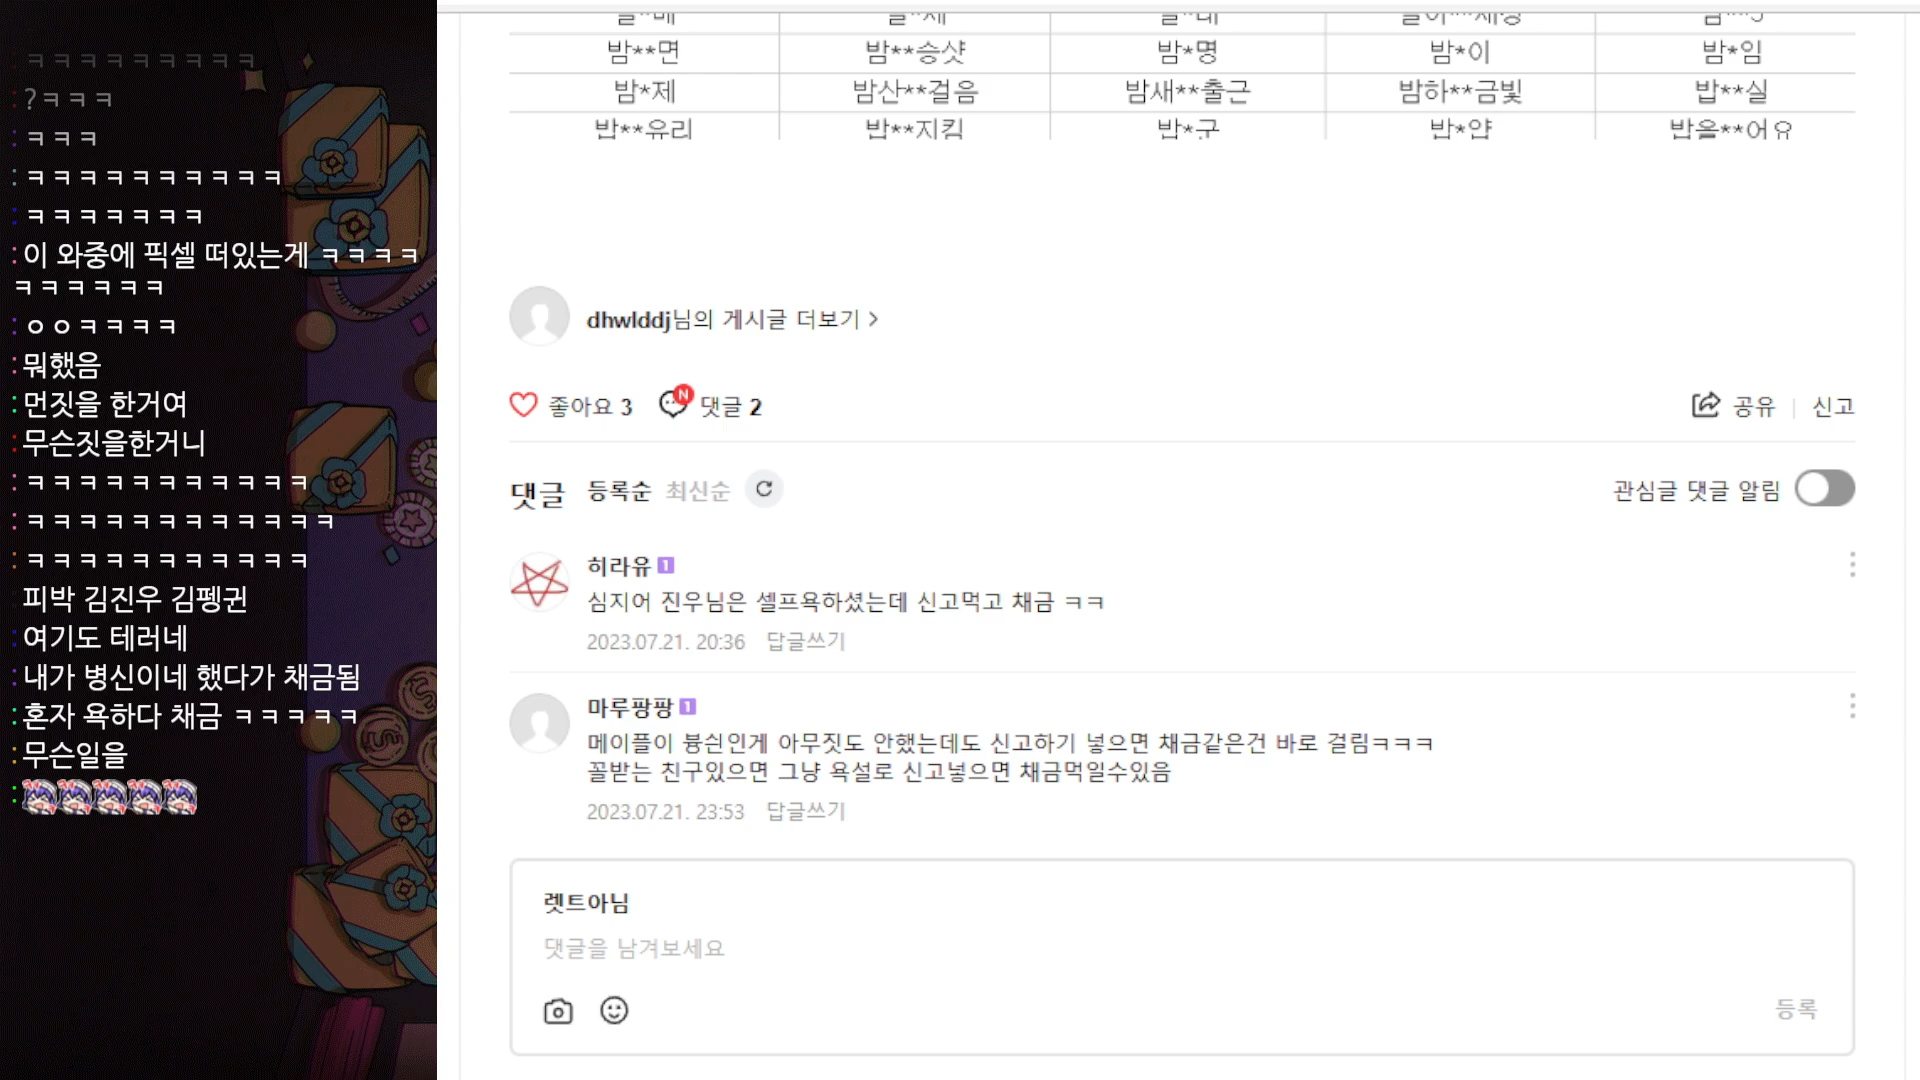 ㅋㅋㅋㅋㅋㅋㅋㅋㅋ
?ㅋㅋㅋ
ㅋㅋㅋ
ㅋㅋㅋㅋㅋㅋㅋㅋㅋㅋ
ㅋㅋㅋㅋㅋㅋㅋ
이 와중에 픽셀 떠있는게 ㅋㅋㅋㅋ
ㅋㅋㅋㅋㅋㅋ
ㅇㅇㅋㅋㅋㅋ
뭐했음
먼짓을 한거여
무슨짓을한거니
ㅋㅋㅋㅋㅋㅋㅋㅋㅋㅋㅋ
ㅋㅋㅋㅋㅋㅋㅋㅋㅋㅋㅋㅋ
ㅋㅋㅋㅋㅋㅋㅋㅋㅋㅋㅋ
피박 김진우 김펭귄
여기도 테러네
내가 병신이네 했다가 채금됨
혼자 욕하다 채금 ㅋㅋㅋㅋㅋ
무슨일을
밤**면 밤**승샷 밤*명 밤*이 밤*임
밤*제 밤산**걸음 밤새**출근 밤하**금빛 밥**실
밥**유리 밥**지킴 밥*구 밥*얍 밥을**어요
dhwlddj님의 게시글 더보기 >
좋아요 3 N 댓글 2 공유 신고
댓글 등록순 최신순 관심글 댓글 알림
히라유 1
심지어 진우님은 셀프욕하셨는데 신고먹고 채금 ㅋㅋ
2023.07.21. 20:36 답글쓰기
마루팡팡 1
메이플이 븅쉰인게 아무짓도 안했는데도 신고하기 넣으면 채금같은건 바로 걸림ㅋㅋㅋ
꼴받는 친구있으면 그냥 욕설로 신고넣으면 채금먹일수있음
2023.07.21. 23:53 답글쓰기
렛트아님
댓글을 남겨보세요
등록